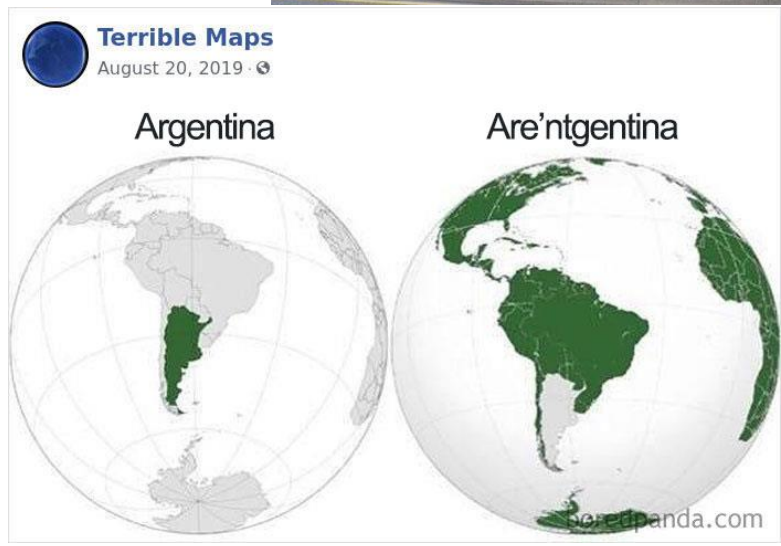 Terrible Maps
August 20, 2019 ·
Argentina
Are'ntgentina
boredpanda.com